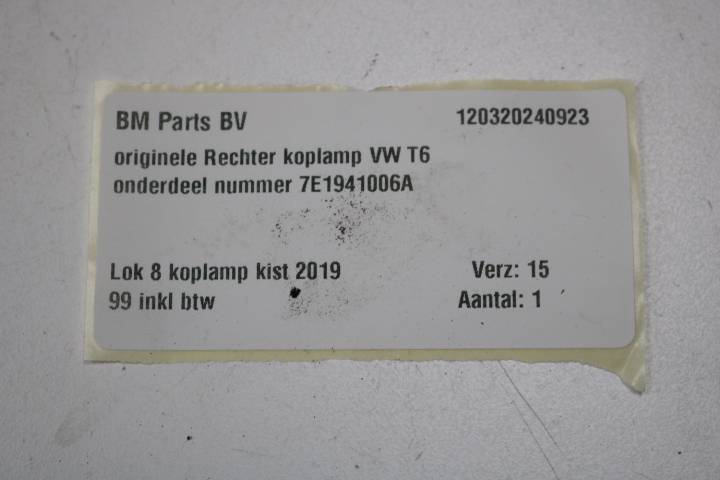 BM Parts BV 120320240923
originele Rechter koplamp VW T6
onderdeel nummer 7E1941006A
Lok 8 koplamp kist 2019 Verz: 15
99 inkl btw Aantal: 1